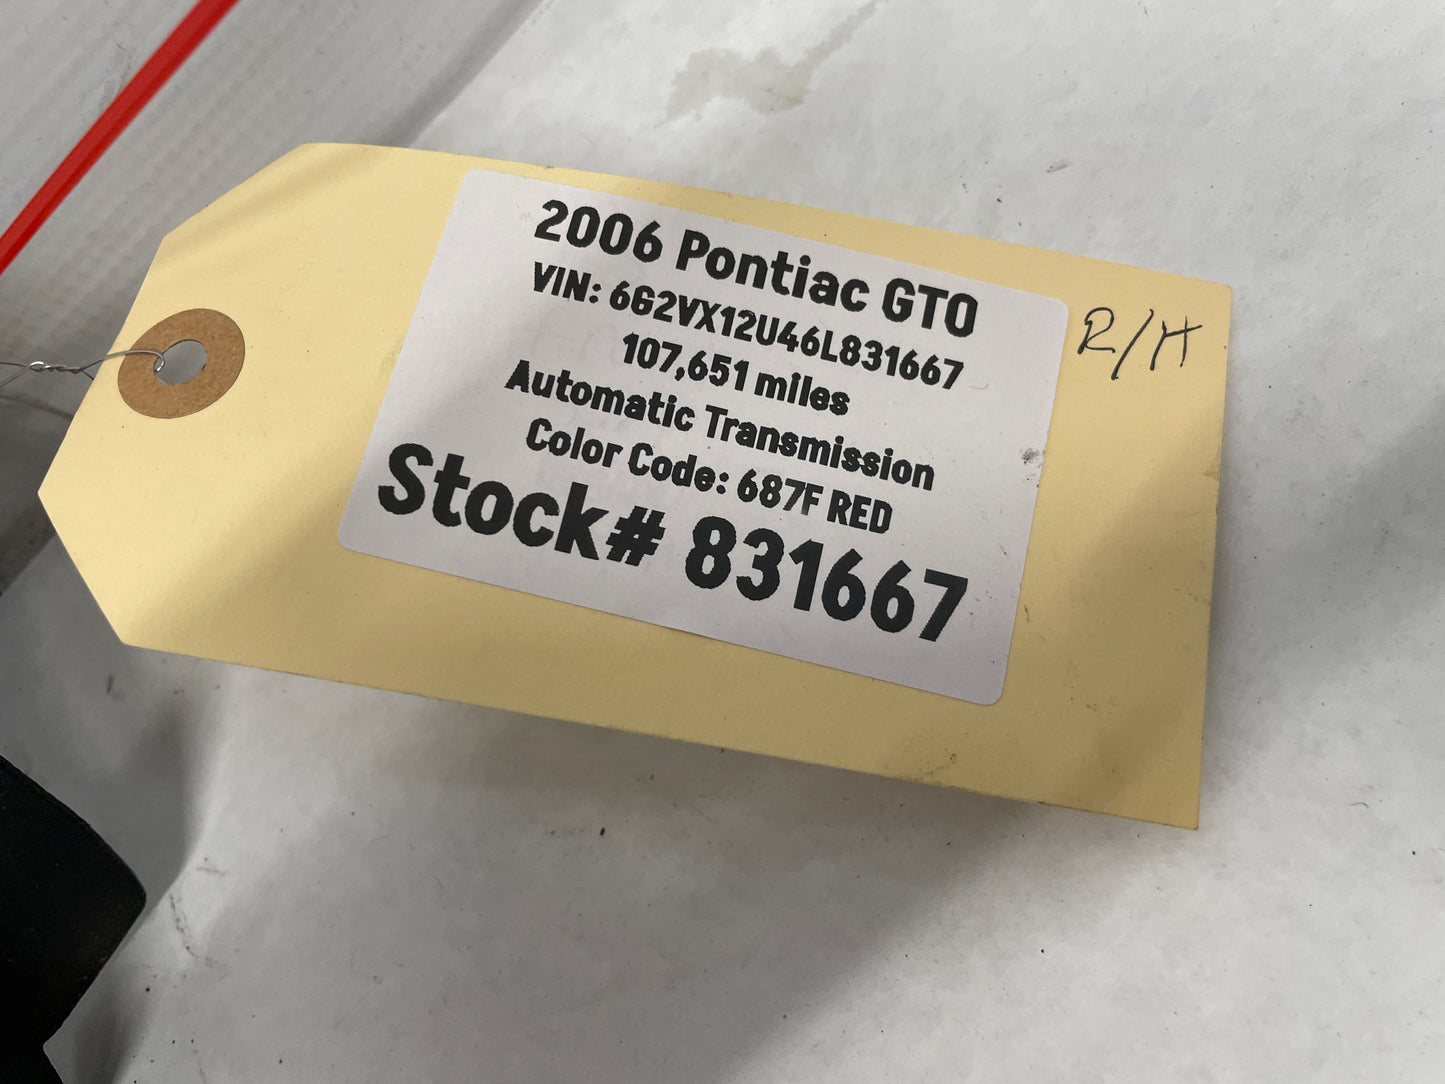 2006 Pontiac GTO
VIN: 6G2VX12U46L831667
107,651 miles
Automatic Transmission
Color Code: 687F RED
Stock# 831667
R/H